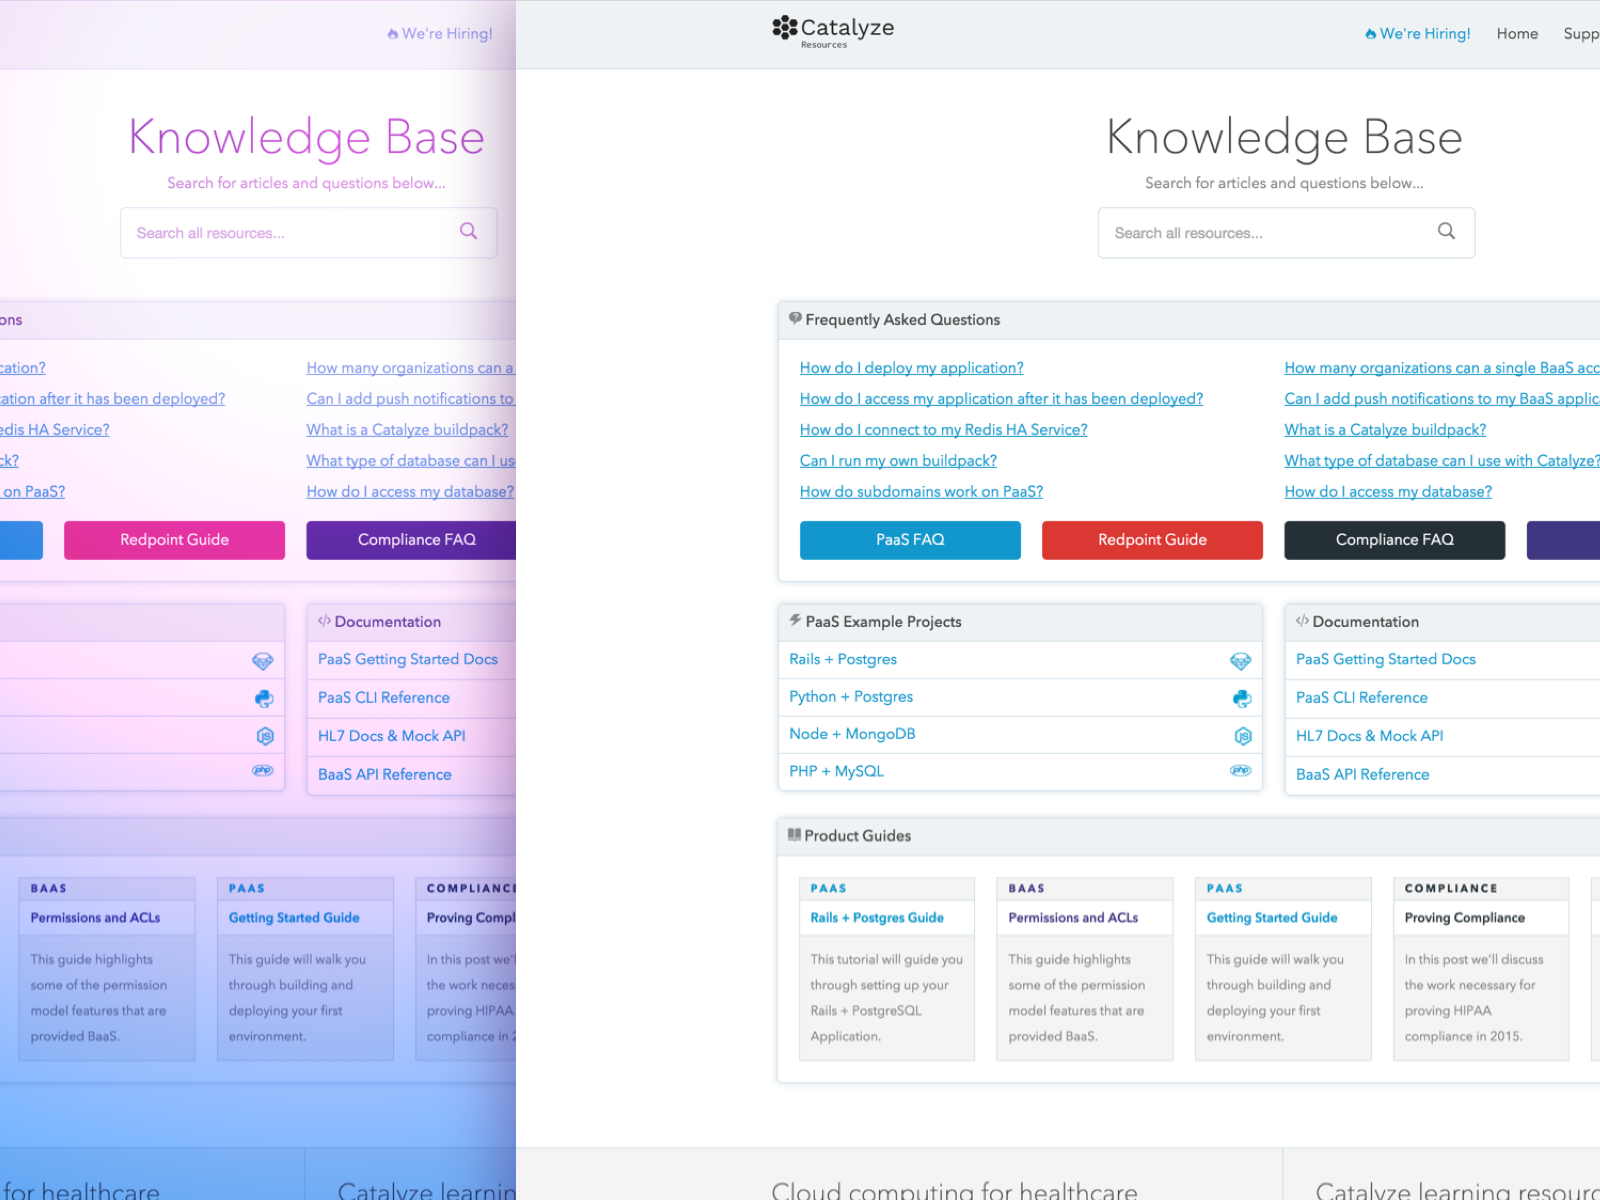 We're Hiring!
Knowledge Base
Search for articles and questions below...
Search all resources...
ons
cation?
ation after it has been deployed?
edis HA Service?
ck?
on PaaS?
How many organizations can a
Can I add push notifications to
What is a Catalyze buildpack?
What type of database can I us
How do I access my database?
Redpoint Guide
Compliance FAQ
Documentation
PaaS Getting Started Docs
PaaS CLI Reference
HL7 Docs & Mock API
BaaS API Reference
JS
php
BAAS
Permissions and ACLs
This guide highlights
some of the permission
model features that are
provided BaaS.
PAAS
Getting Started Guide
This guide will walk you
through building and
deploying your first
environment.
COMPLIANCE
Proving Compl
In this post we'l
the work neces
proving HIPAA
compliance in 2
for healthcare
Catalyze learnin
Catalyze
Resources
We're Hiring!
Home
Supp
Knowledge Base
Search for articles and questions below...
Search all resources...
Frequently Asked Questions
How do I deploy my application?
How do I access my application after it has been deployed?
How do I connect to my Redis HA Service?
Can I run my own buildpack?
How do subdomains work on PaaS?
How many organizations can a single BaaS acc
Can I add push notifications to my BaaS applica
What is a Catalyze buildpack?
What type of database can I use with Catalyze?
How do I access my database?
PaaS FAQ
Redpoint Guide
Compliance FAQ
PaaS Example Projects
Rails + Postgres
Python + Postgres
Node + MongoDB
JS
PHP + MySQL
php
Documentation
PaaS Getting Started Docs
PaaS CLI Reference
HL7 Docs & Mock API
BaaS API Reference
Product Guides
PAAS
Rails + Postgres Guide
This tutorial will guide you
through setting up your
Rails + PostgreSQL
Application.
BAAS
Permissions and ACLs
This guide highlights
some of the permission
model features that are
provided BaaS.
PAAS
Getting Started Guide
This guide will walk you
through building and
deploying your first
environment.
COMPLIANCE
Proving Compliance
In this post we'll discuss
the work necessary for
proving HIPAA
compliance in 2015.
Cloud computing for healthcare
Catalyze learning resourc